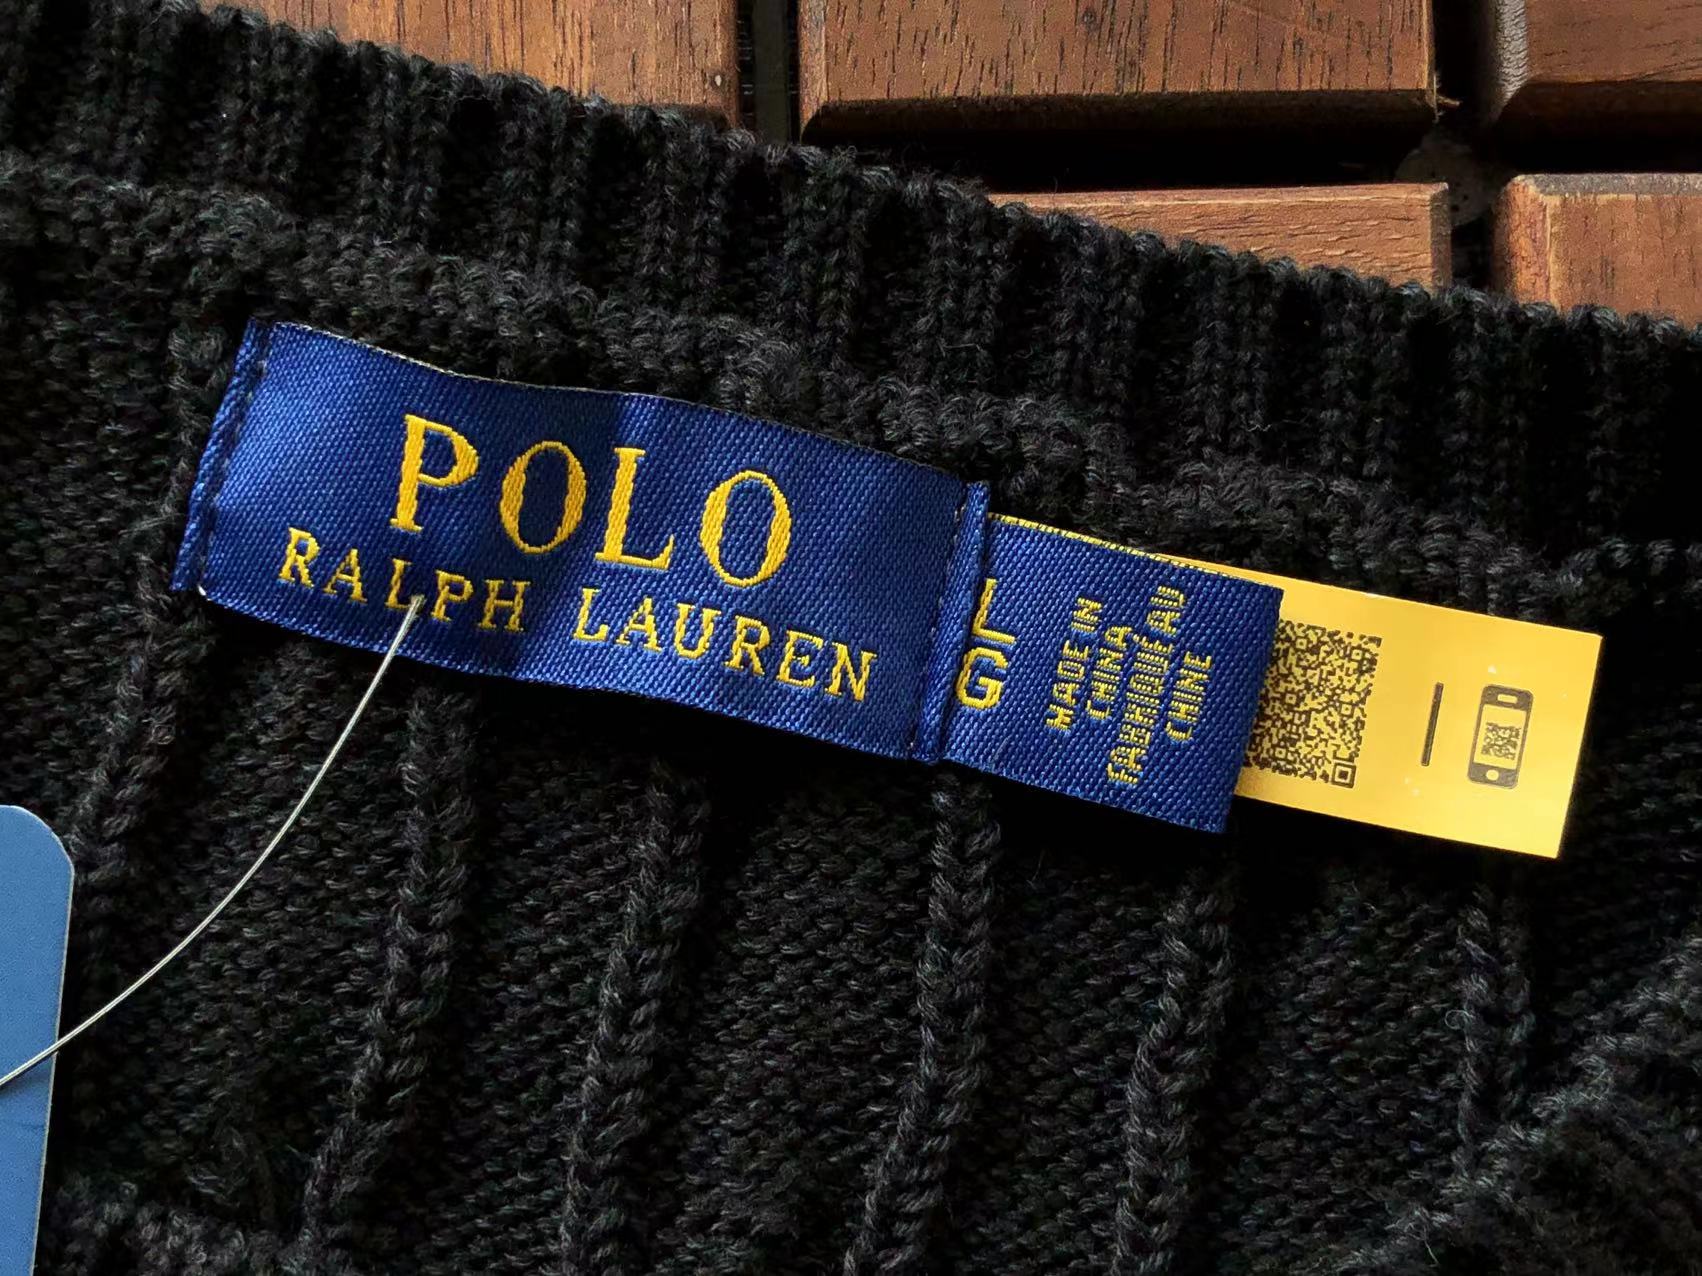 POLO
RALPH LAUREN
L
G
MADE IN
CHINA
FABRIQUÉ AU
CHINE